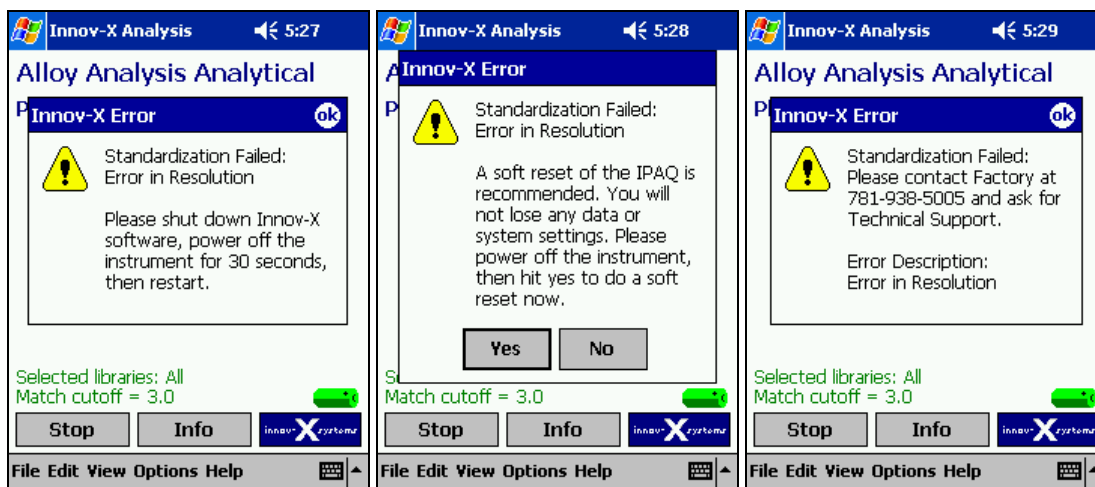 Innov-X Analysis 5:27
Alloy Analysis Analytical
P
Innov-X Error ok
Standardization Failed:
Error in Resolution
Please shut down Innov-X
software, power off the
instrument for 30 seconds,
then restart.
Selected libraries: All
Match cutoff = 3.0
Stop Info innov-X systems
File Edit View Options Help
Innov-X Analysis 5:28
A
P
Innov-X Error
Standardization Failed:
Error in Resolution
A soft reset of the IPAQ is
recommended. You will
not lose any data or
system settings. Please
power off the instrument,
then hit yes to do a soft
reset now.
Yes No
S
Match cutoff = 3.0
Stop Info innov-X systems
File Edit View Options Help
Innov-X Analysis 5:29
Alloy Analysis Analytical
P
Innov-X Error ok
Standardization Failed:
Please contact Factory at
781-938-5005 and ask for
Technical Support.
Error Description:
Error in Resolution
Selected libraries: All
Match cutoff = 3.0
Stop Info innov-X systems
File Edit View Options Help